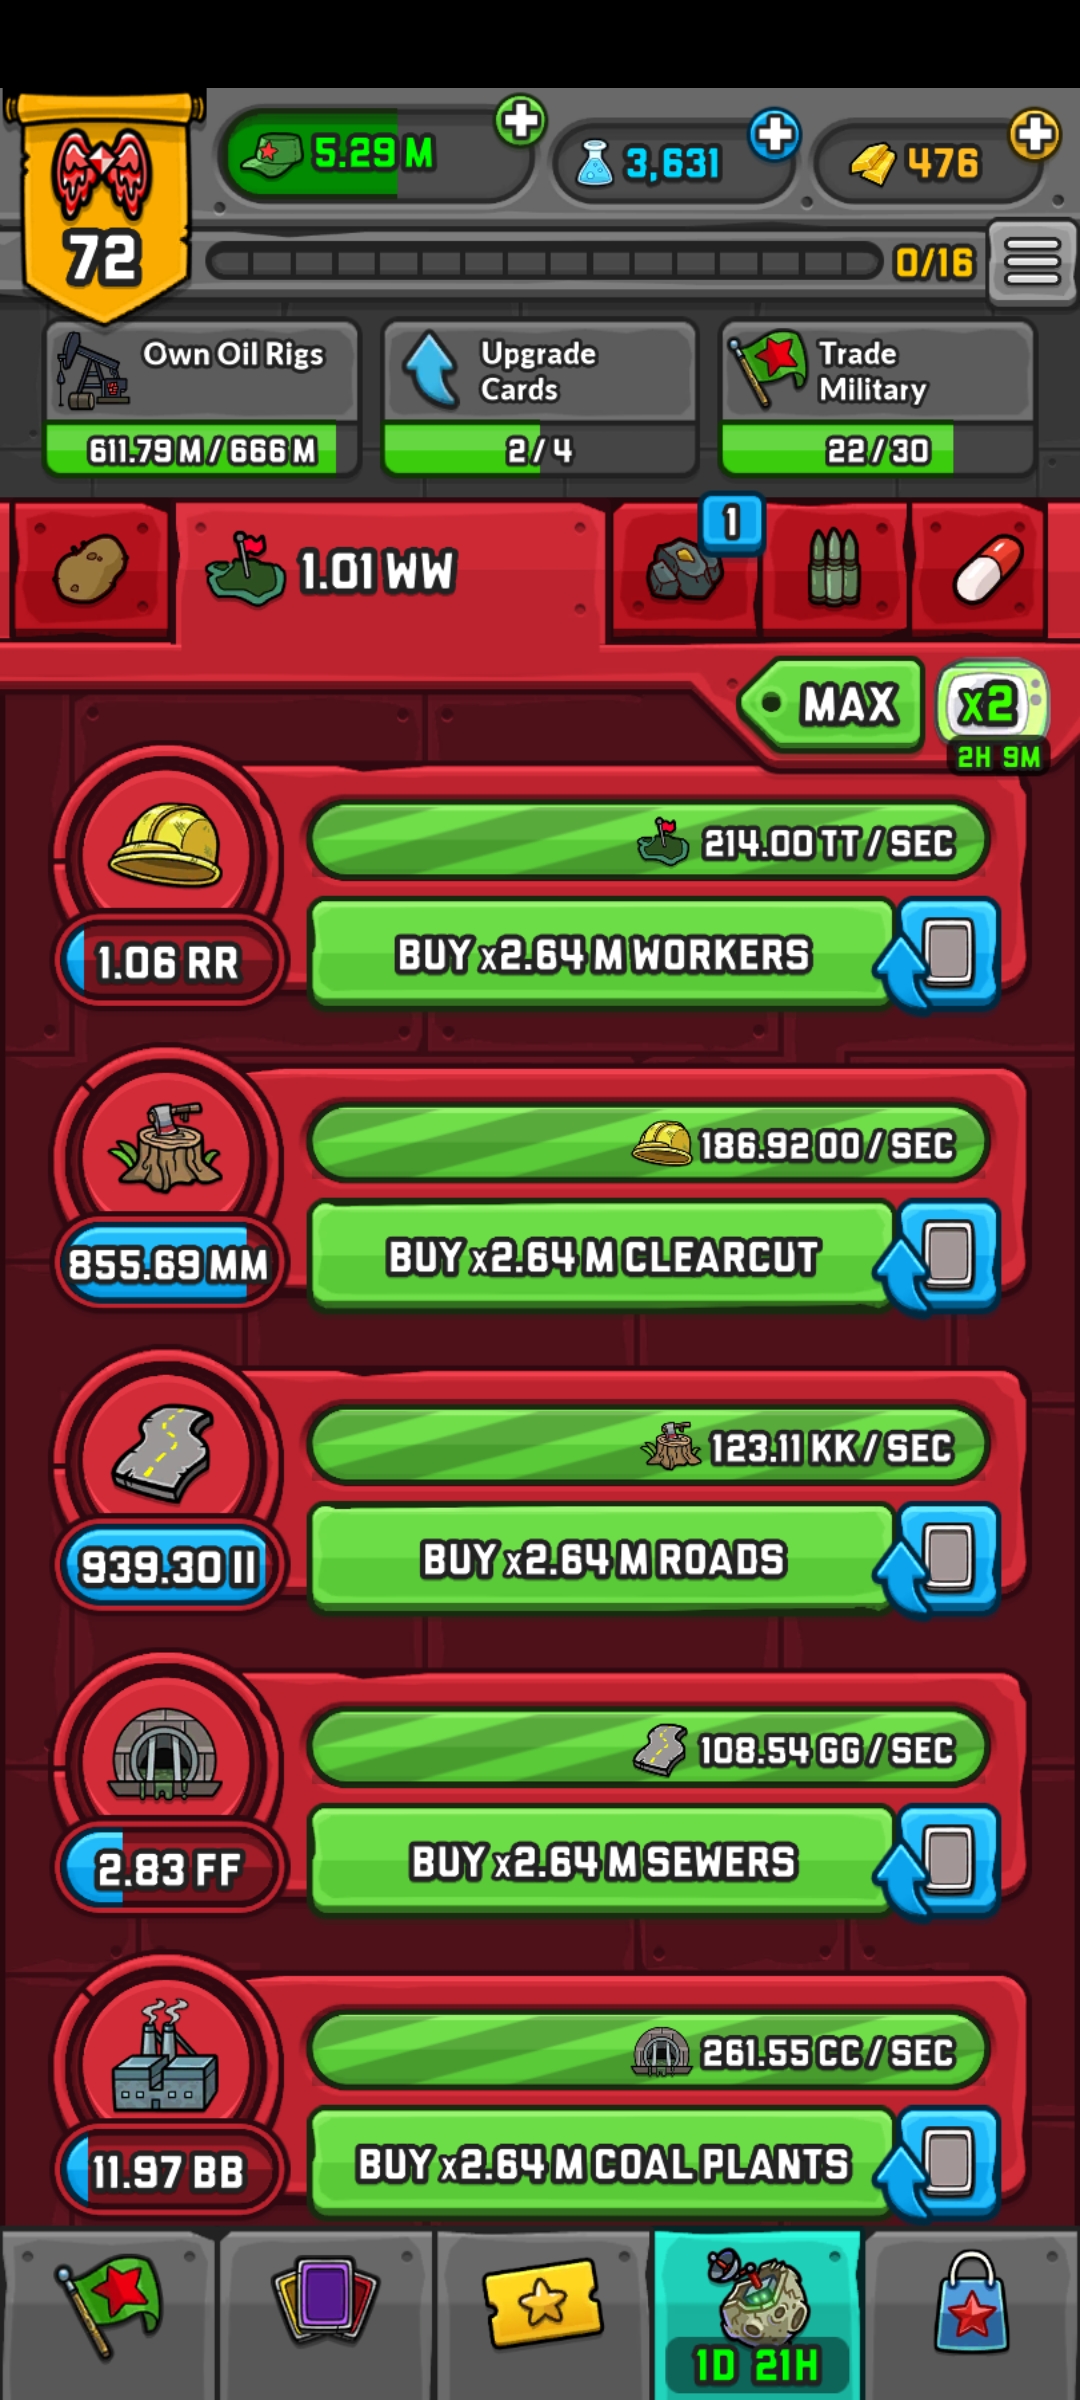 5.29 M
3,631
476
72
0/16
Own Oil Rigs
611.79 M / 666 M
Upgrade
Cards
2 / 4
Trade
Military
22 / 30
1.01 WW
1
MAX
x2
2H 9M
214.00 TT / SEC
1.06 RR
BUY x2.64 M WORKERS
186.92 OO / SEC
855.69 MM
BUY x2.64 M CLEARCUT
123.11 KK / SEC
939.30 II
BUY x2.64 M ROADS
108.54 GG / SEC
2.83 FF
BUY x2.64 M SEWERS
261.55 CC / SEC
11.97 BB
BUY x2.64 M COAL PLANTS
1D 21H